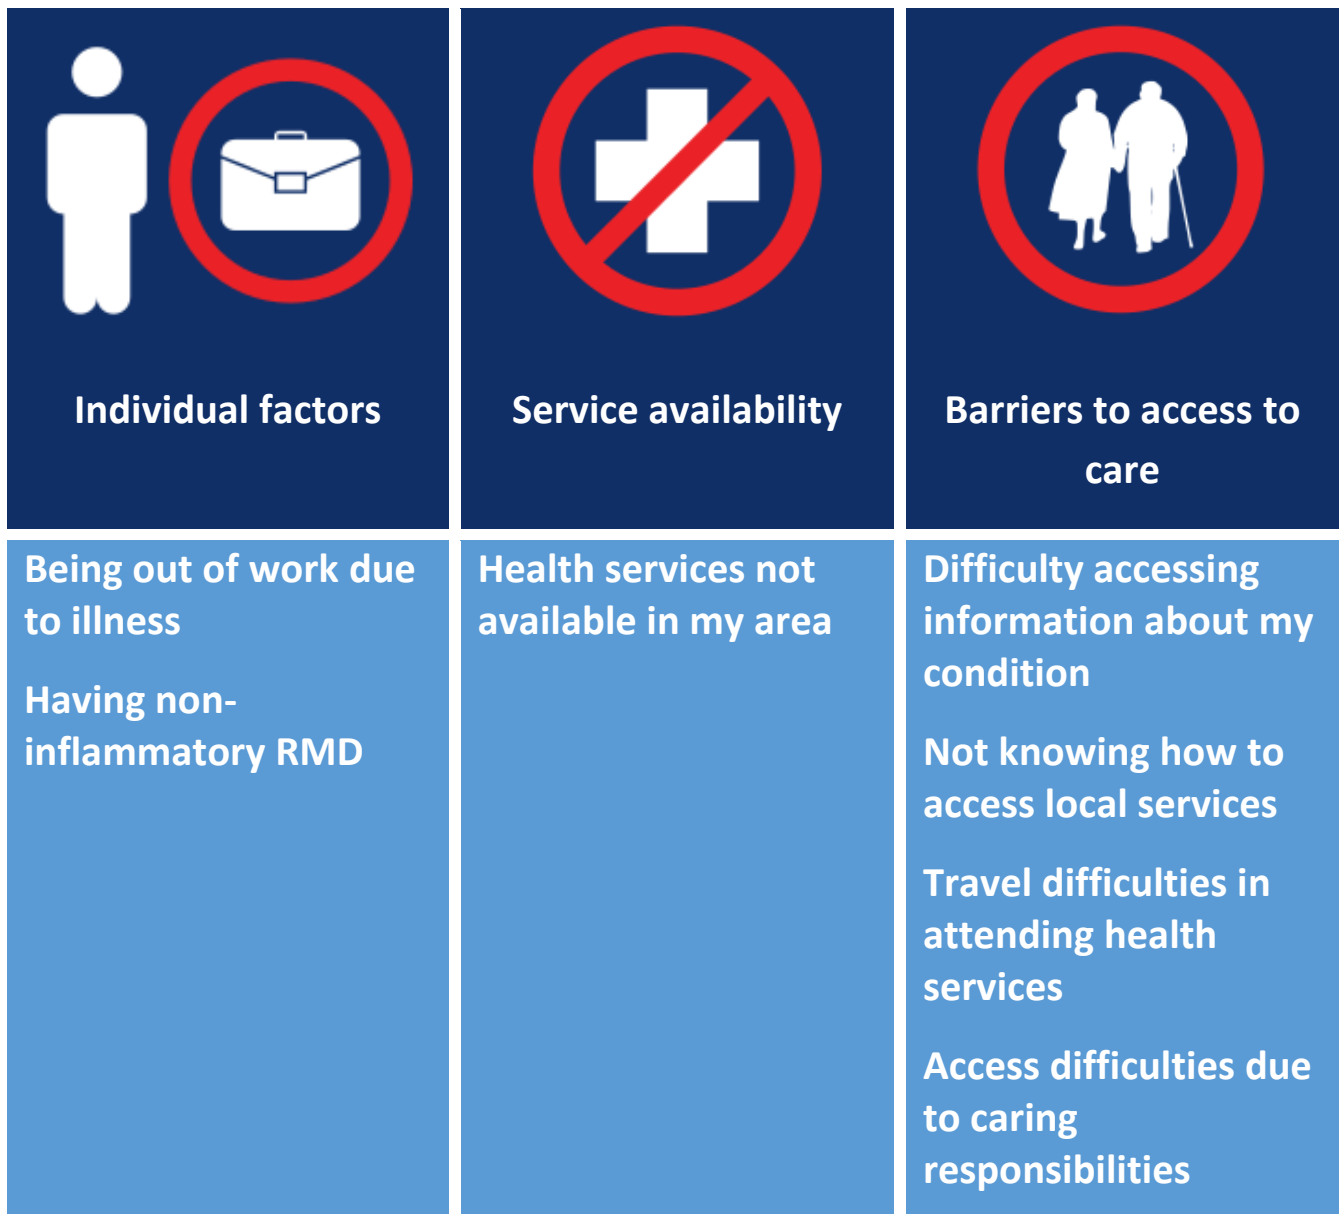 Individual factors
Service availability
Barriers to access to
care
Being out of work due
to illness
Having non-
inflammatory RMD
Health services not
available in my area
Difficulty accessing
information about my
condition
Not knowing how to
access local services
Travel difficulties in
attending health
services
Access difficulties due
to caring
responsibilities